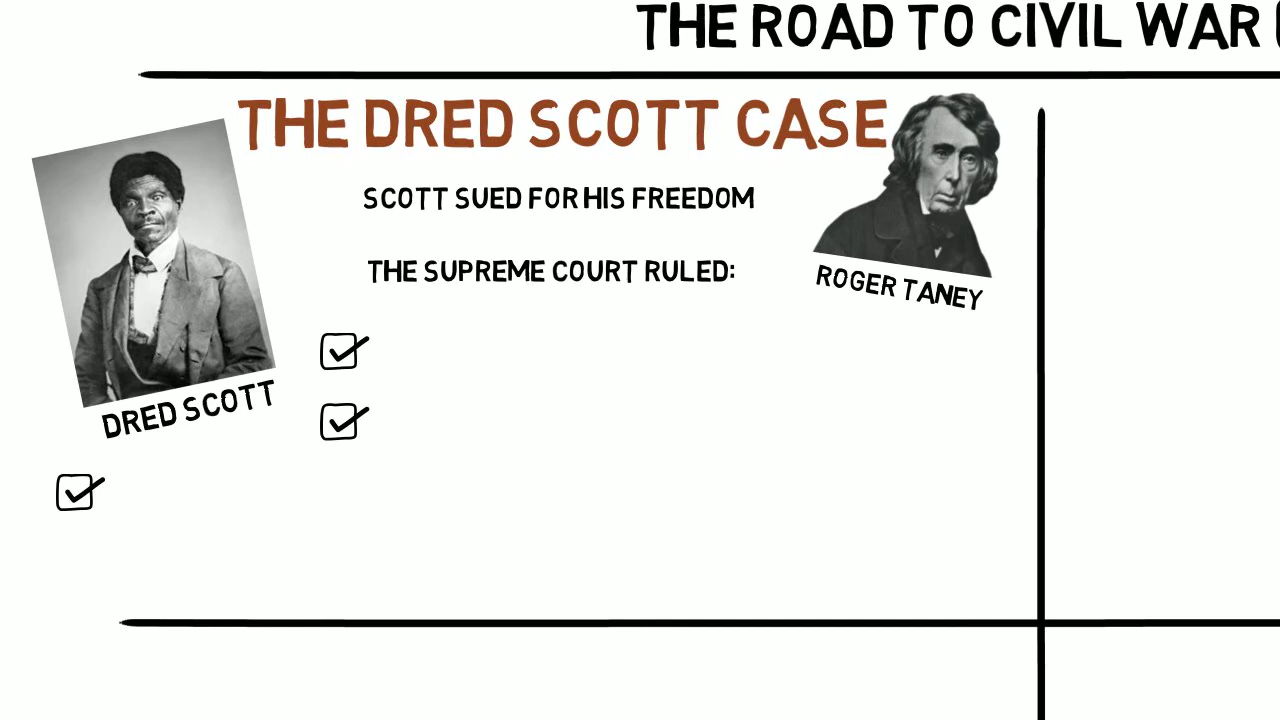 THE ROAD TO CIVIL WAR
THE DRED SCOTT CASE
SCOTT SUED FOR HIS FREEDOM
THE SUPREME COURT RULED:
ROGER TANEY
DRED SCOTT